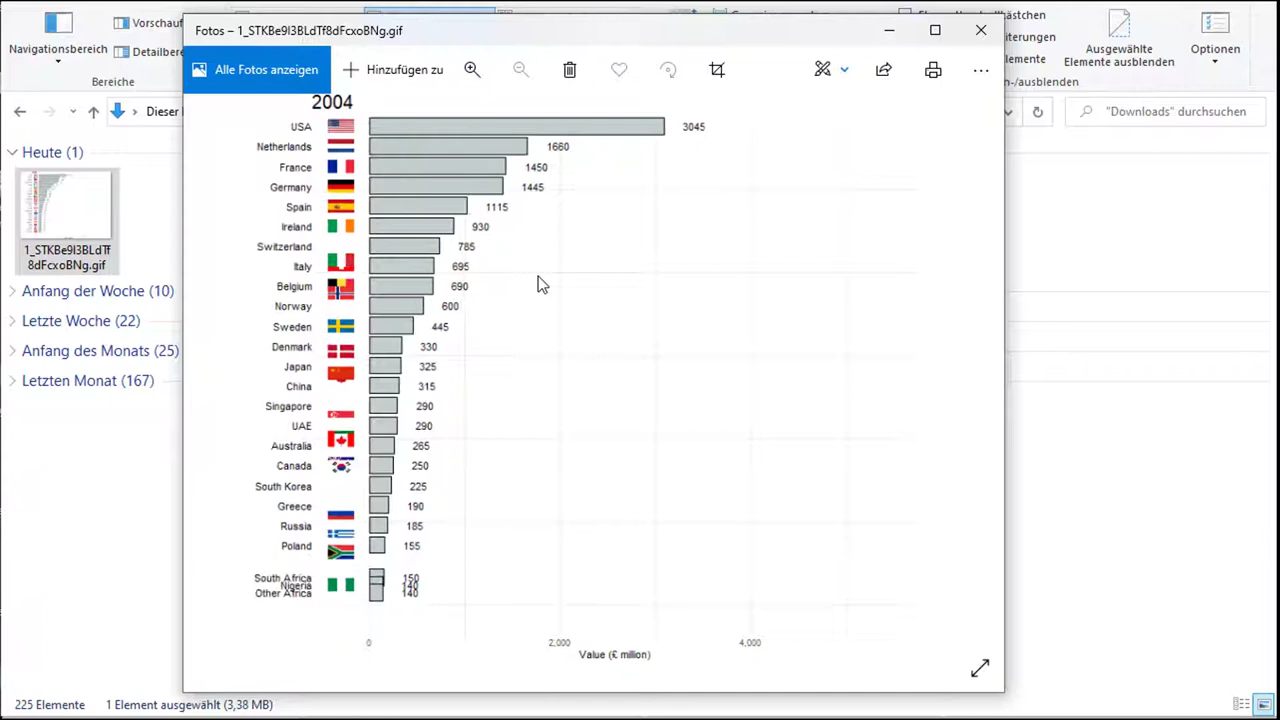 Navigationsbereich
Vorschauf
Detailber
Bereiche
Ausgewählte
Elemente ausblenden
Optionen
Fotos – 1_STKBe9l3BLdTf8dFcxoBNg.gif
Alle Fotos anzeigen
Hinzufügen zu
Dieser
"Downloads" durchsuchen
Heute (1)
1_STKBe9l3BLdTf
8dFcxoBNg.gif
Anfang der Woche (10)
Letzte Woche (22)
Anfang des Monats (25)
Letzten Monat (167)
2004
USA 3045
Netherlands 1660
France 1450
Germany 1445
Spain 1115
Ireland 930
Switzerland 785
Italy 695
Belgium 690
Norway 600
Sweden 445
Denmark 330
Japan 325
China 315
Singapore 290
UAE 290
Australia 265
Canada 250
South Korea 225
Greece 190
Russia 185
Poland 155
South Africa 150
Nigeria 140
Other Africa 140
0 2,000 4,000
Value (£ million)
225 Elemente 1 Element ausgewählt (3,38 MB)